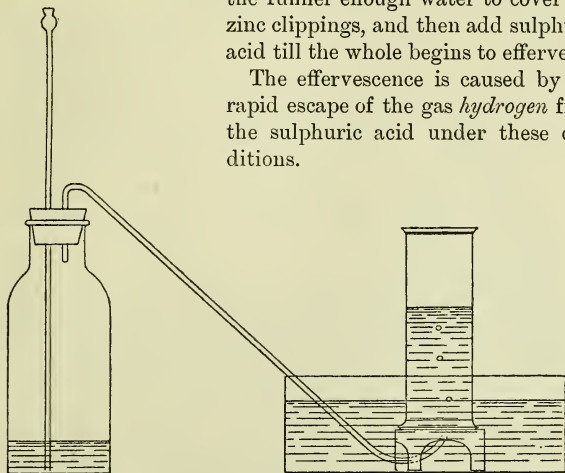 the funnel enough water to cover
zinc clippings, and then add sulph
acid till the whole begins to efferve
The effervescence is caused by
rapid escape of the gas hydrogen f
the sulphuric acid under these c
ditions.